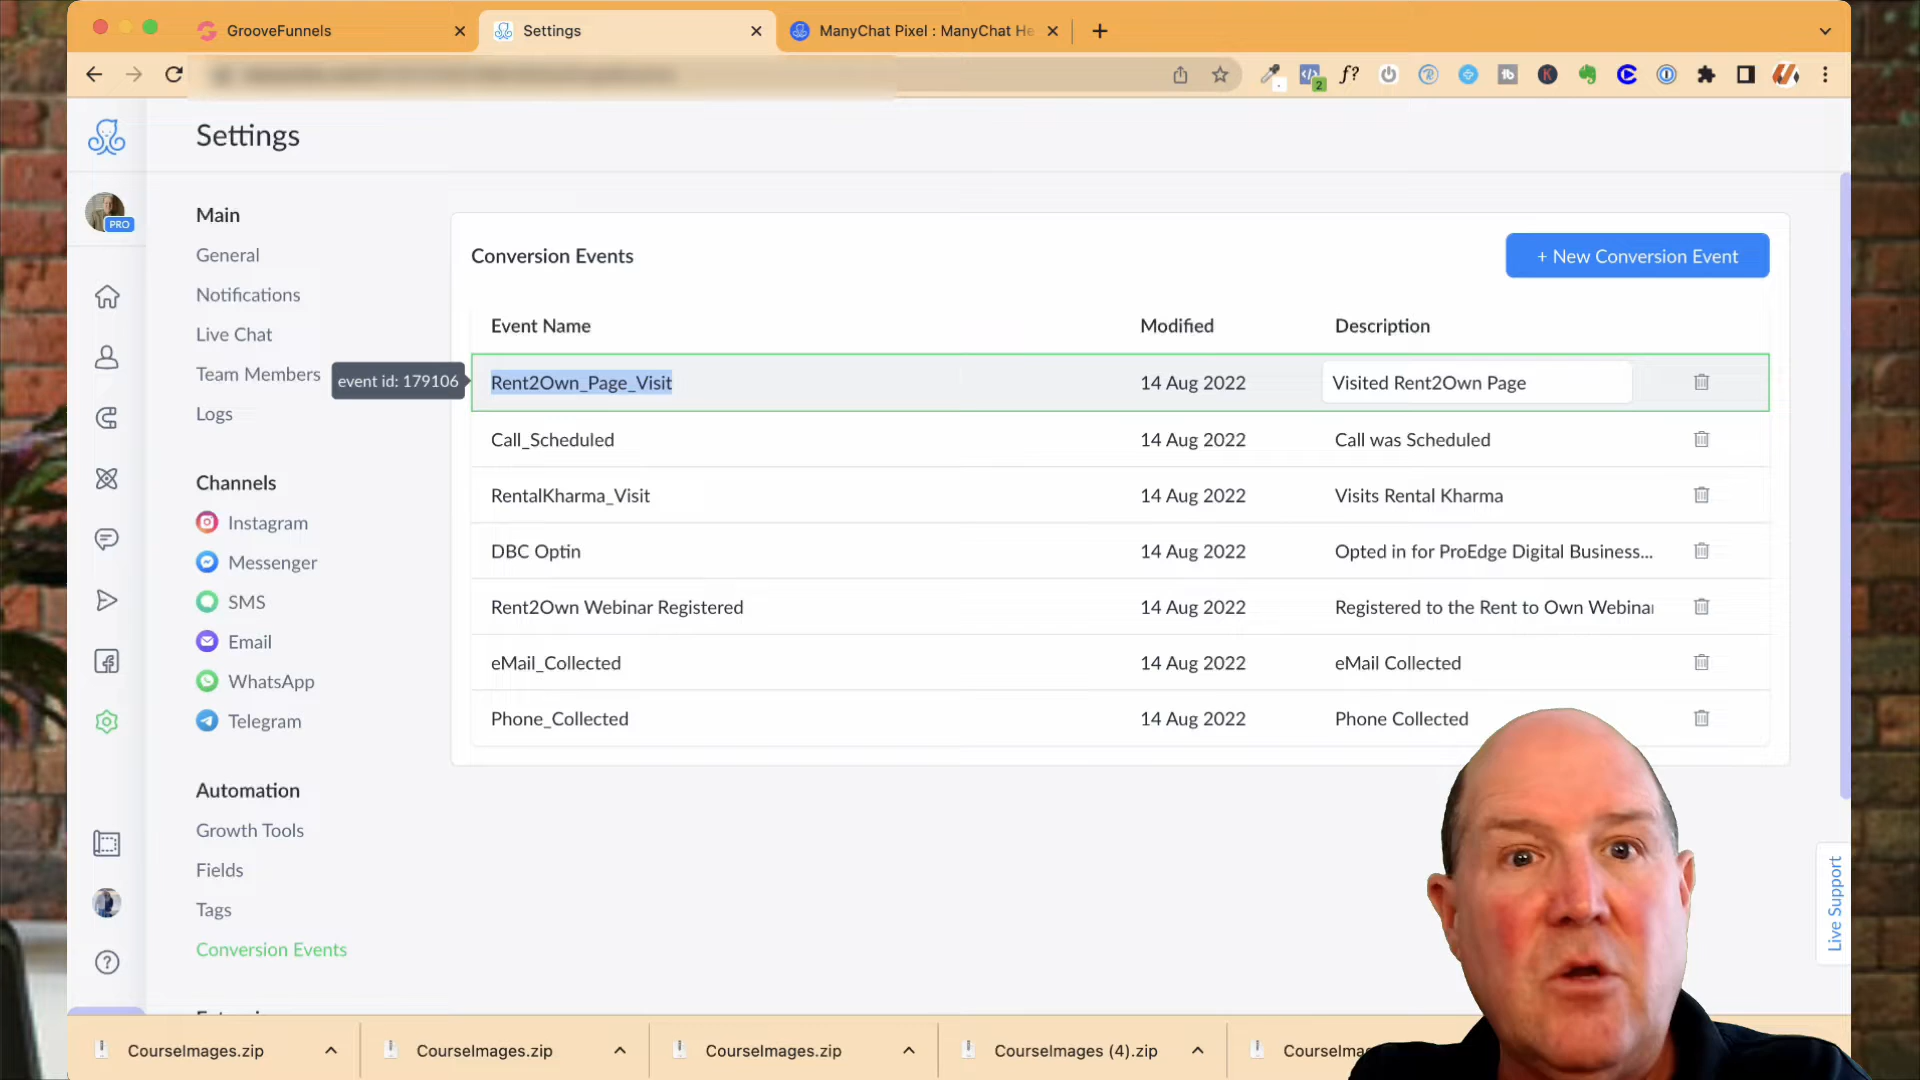 GrooveFunnels
Settings
ManyChat Pixel : ManyChat He
2
f?
Settings
PRO
Main
General
Notifications
Live Chat
Team Members
Logs
Channels
Instagram
Messenger
SMS
Email
WhatsApp
Telegram
Automation
Growth Tools
Fields
Tags
Conversion Events
Conversion Events
+ New Conversion Event
Event Name Modified Description
event id: 179106
Rent2Own_Page_Visit 14 Aug 2022 Visited Rent2Own Page
Call_Scheduled 14 Aug 2022 Call was Scheduled
RentalKharma_Visit 14 Aug 2022 Visits Rental Kharma
DBC Optin 14 Aug 2022 Opted in for ProEdge Digital Business...
Rent2Own Webinar Registered 14 Aug 2022 Registered to the Rent to Own Webinar
eMail_Collected 14 Aug 2022 eMail Collected
Phone_Collected 14 Aug 2022 Phone Collected
Live Support
CourseImages.zip
CourseImages.zip
CourseImages.zip
CourseImages (4).zip
CourseIma